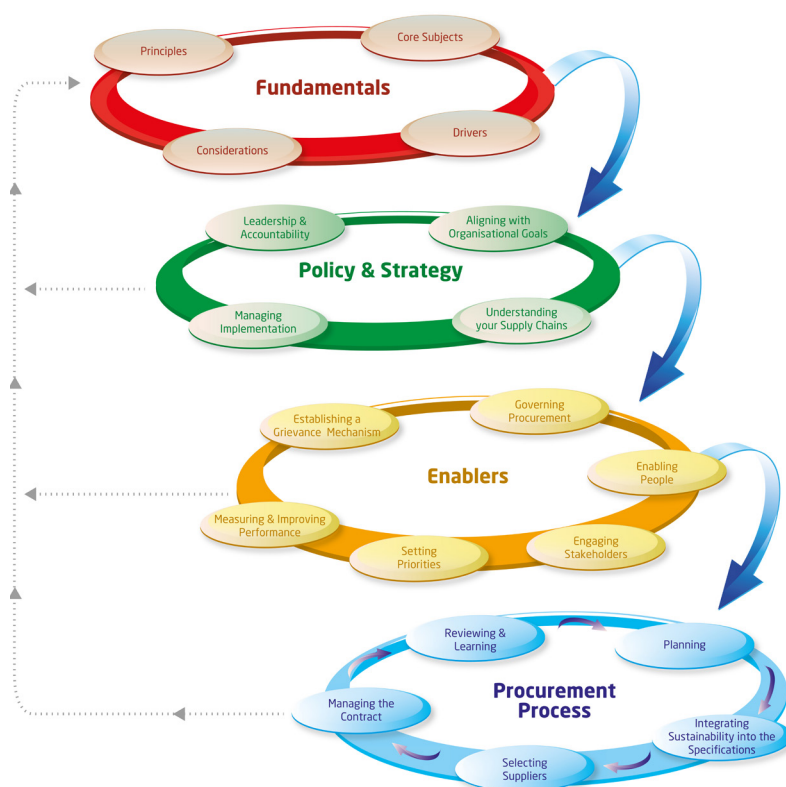 Principles
Core Subjects
Fundamentals
Considerations
Drivers
Leadership &
Accountability
Aligning with
Organisational Goals
Policy & Strategy
Managing
Implementation
Understanding
your Supply Chains
Establishing a
Grievance Mechanism
Governing
Procurement
Enablers
Enabling
People
Measuring & Improving
Performance
Setting
Priorities
Engaging
Stakeholders
Reviewing &
Learning
Planning
Procurement
Process
Managing the
Contract
Integrating
Sustainability into the
Specifications
Selecting
Suppliers